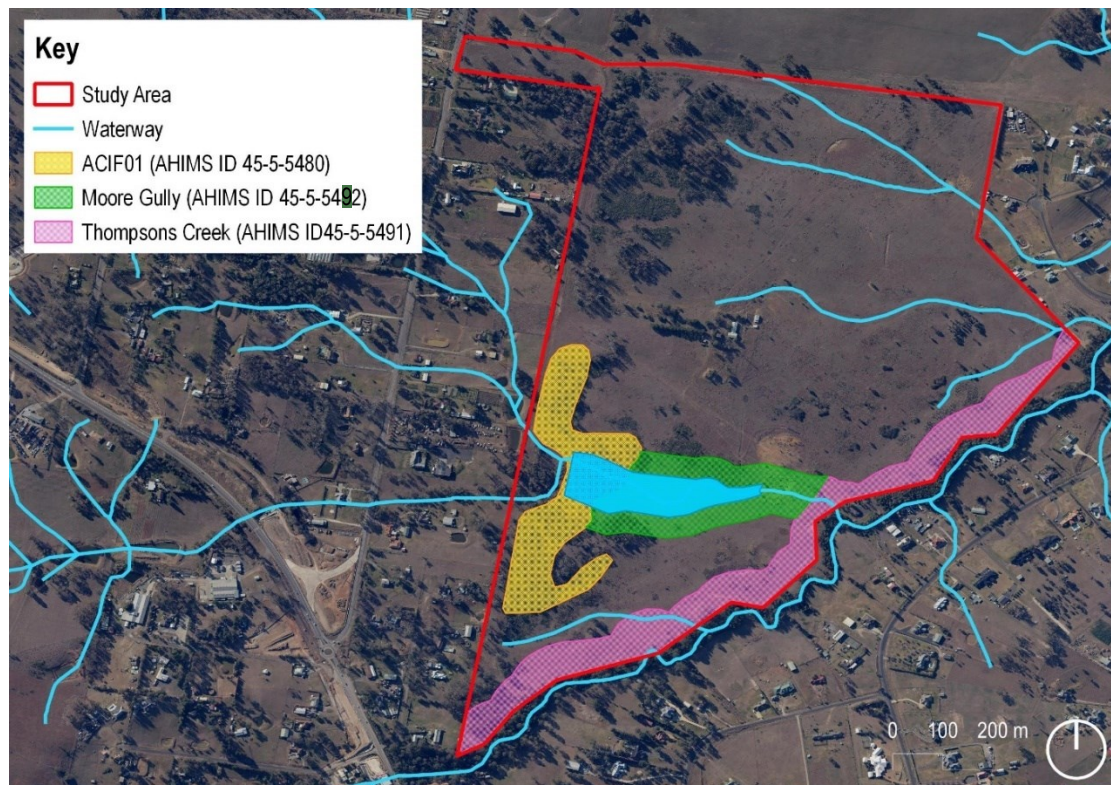 Key
Study Area
Waterway
ACIF01 (AHIMS ID 45-5-5480)
Moore Gully (AHIMS ID 45-5-5492)
Thompsons Creek (AHIMS ID45-5-5491)
0 100 200 m